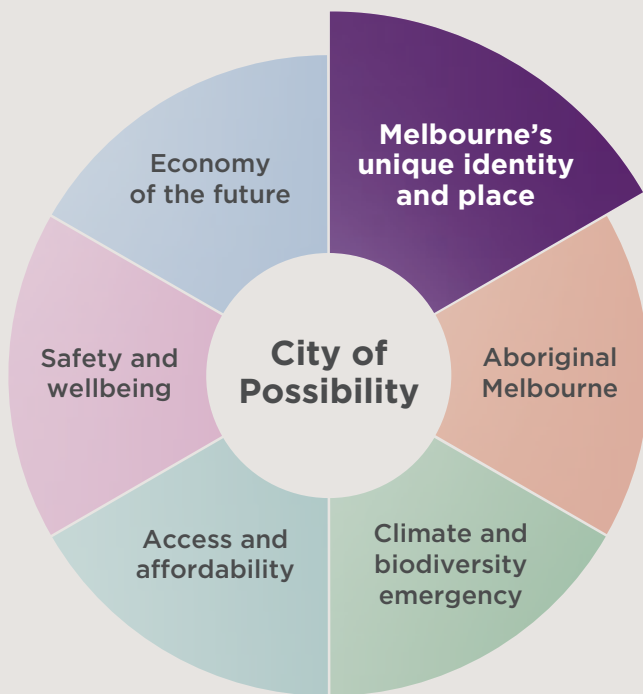 Melbourne's
unique identity
and place
Aboriginal
Melbourne
Climate and
biodiversity
emergency
Access and
affordability
Safety and
wellbeing
Economy
of the future
City of
Possibility